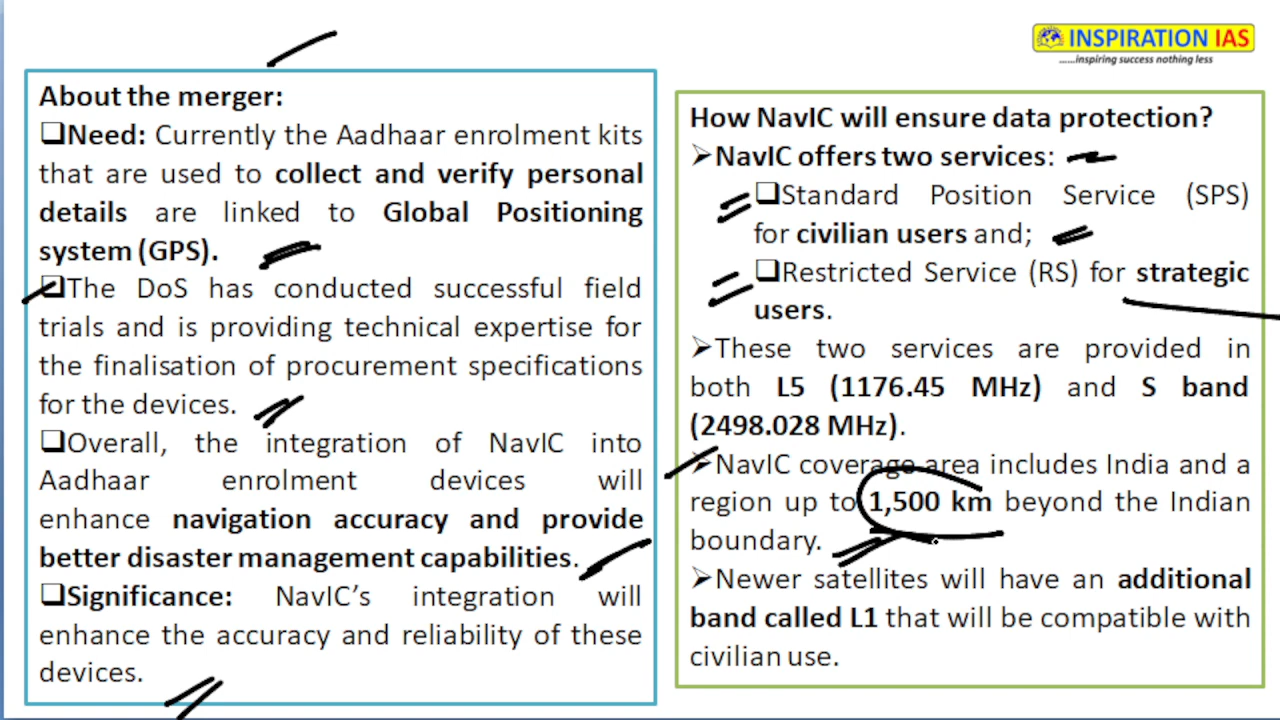 INSPIRATION IAS
......inspiring success nothing less
About the merger:
❑Need: Currently the Aadhaar enrolment kits
that are used to collect and verify personal
details are linked to Global Positioning
system (GPS).
❑The DoS has conducted successful field
trials and is providing technical expertise for
the finalisation of procurement specifications
for the devices.
❑Overall, the integration of NavIC into
Aadhaar enrolment devices will
enhance navigation accuracy and provide
better disaster management capabilities.
❑Significance: NavIC’s integration will
enhance the accuracy and reliability of these
devices.
How NavIC will ensure data protection?
➢NavIC offers two services:
❑Standard Position Service (SPS)
for civilian users and;
❑Restricted Service (RS) for strategic
users.
➢These two services are provided in
both L5 (1176.45 MHz) and S band
(2498.028 MHz).
➢NavIC coverage area includes India and a
region up to 1,500 km beyond the Indian
boundary.
➢Newer satellites will have an additional
band called L1 that will be compatible with
civilian use.